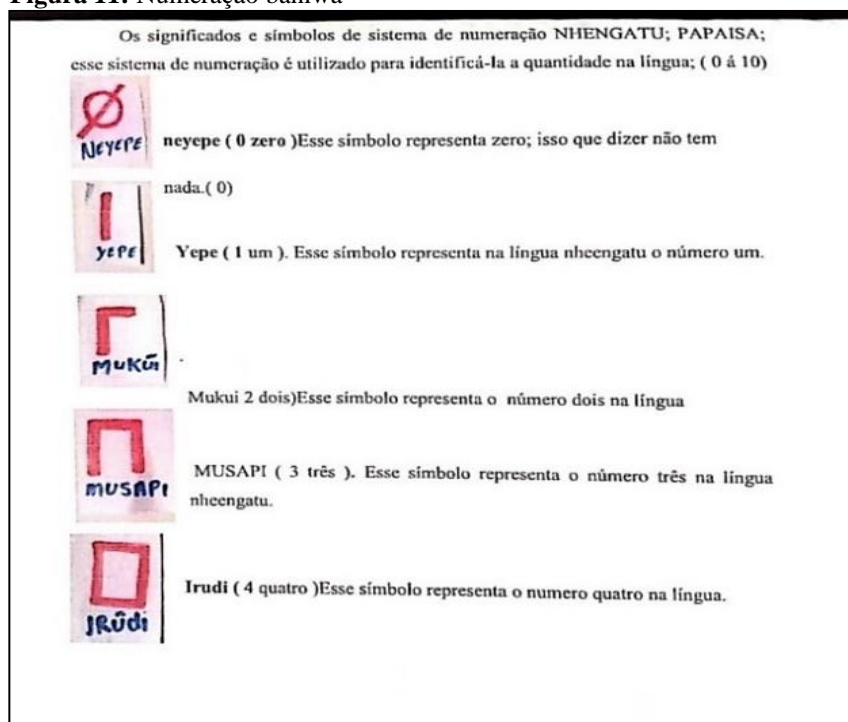 Figura 11: Numeração baniwa
Os significados e símbolos de sistema de numeração NHENGATU; PAPAISA;
esse sistema de numeração é utilizado para identificá-la a quantidade na língua; ( 0 á 10)
NEYEPE
neyepe ( 0 zero )Esse símbolo representa zero; isso que dizer não tem
nada.( 0)
YEPE
Yepe ( 1 um ). Esse símbolo representa na língua nheengatu o número um.
MUKŨI
Mukui 2 dois)Esse símbolo representa o número dois na língua
MUSAPI
MUSAPI ( 3 três ). Esse símbolo representa o número três na língua
nheengatu.
IRÛdi
Irudi ( 4 quatro )Esse símbolo representa o numero quatro na língua.